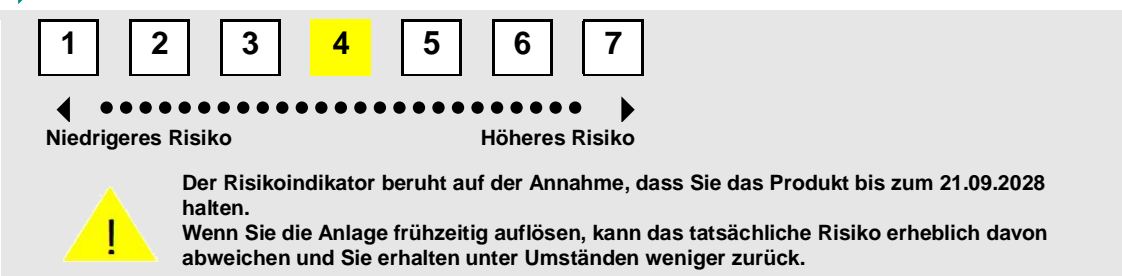 1 2 3 4 5 6 7
Niedrigeres Risiko Höheres Risiko
Der Risikoindikator beruht auf der Annahme, dass Sie das Produkt bis zum 21.09.2028
halten.
Wenn Sie die Anlage frühzeitig auflösen, kann das tatsächliche Risiko erheblich davon
abweichen und Sie erhalten unter Umständen weniger zurück.
!